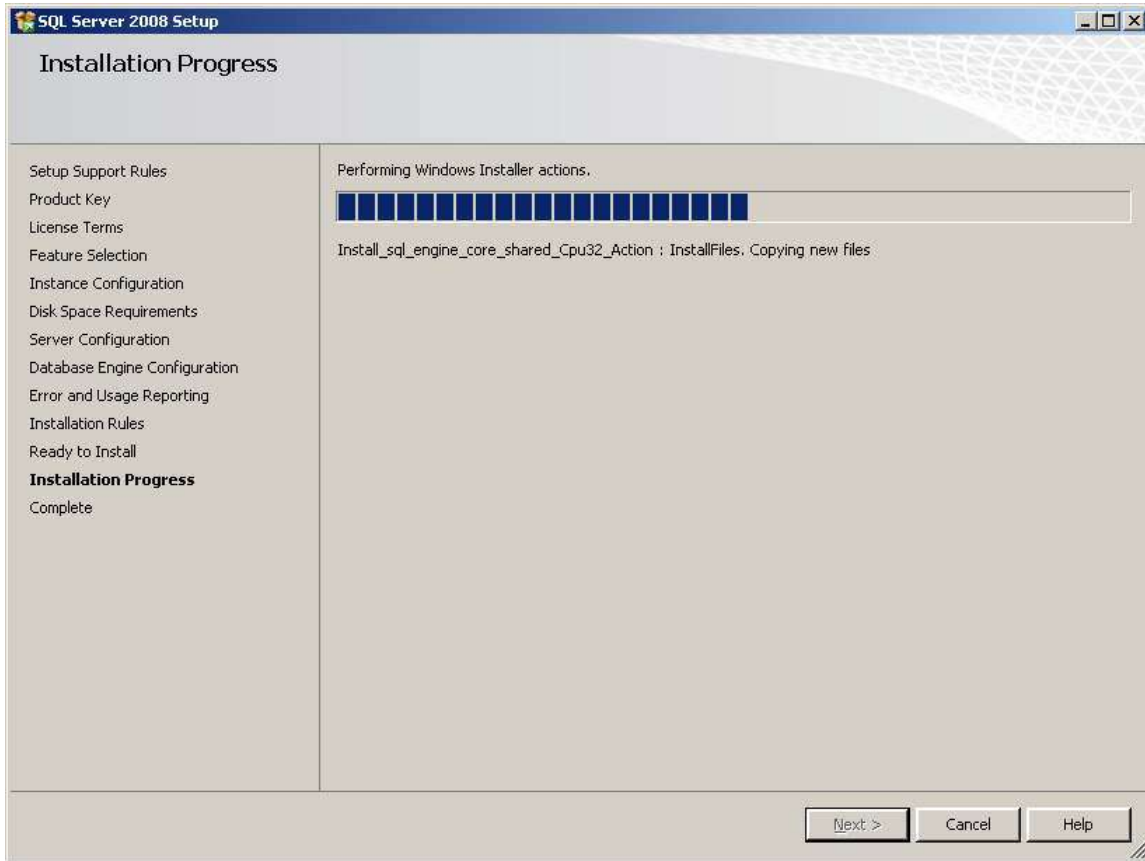 SQL Server 2008 Setup
Installation Progress
Setup Support Rules
Product Key
License Terms
Feature Selection
Instance Configuration
Disk Space Requirements
Server Configuration
Database Engine Configuration
Error and Usage Reporting
Installation Rules
Ready to Install
Installation Progress
Complete
Performing Windows Installer actions.
Install_sql_engine_core_shared_Cpu32_Action : InstallFiles. Copying new files
Next >
Cancel
Help